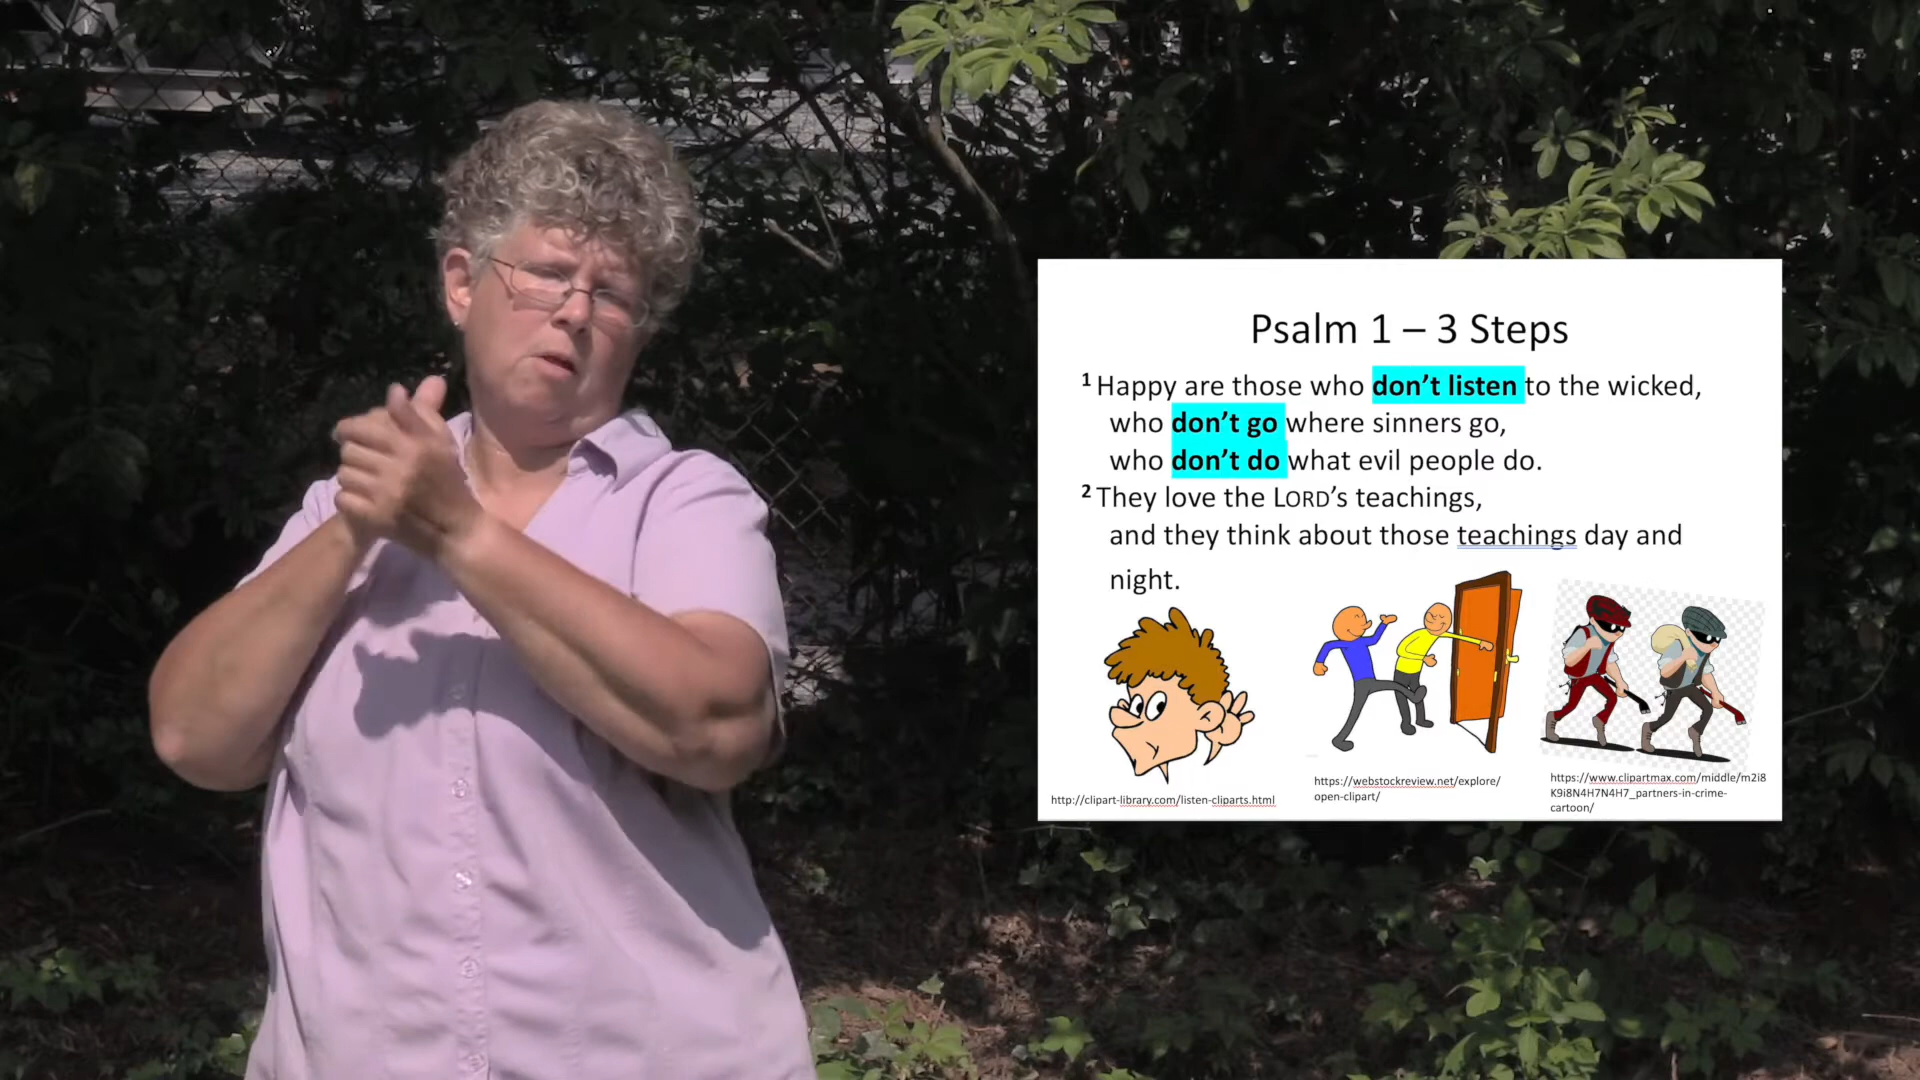 Psalm 1 – 3 Steps
1 Happy are those who don’t listen to the wicked,
who don’t go where sinners go,
who don’t do what evil people do.
2 They love the LORD’s teachings,
and they think about those teachings day and
night.
http://clipart-library.com/listen-cliparts.html
https://webstockreview.net/explore/
open-clipart/
https://www.clipartmax.com/middle/m2i8
K9i8N4H7N4H7_partners-in-crime-
cartoon/